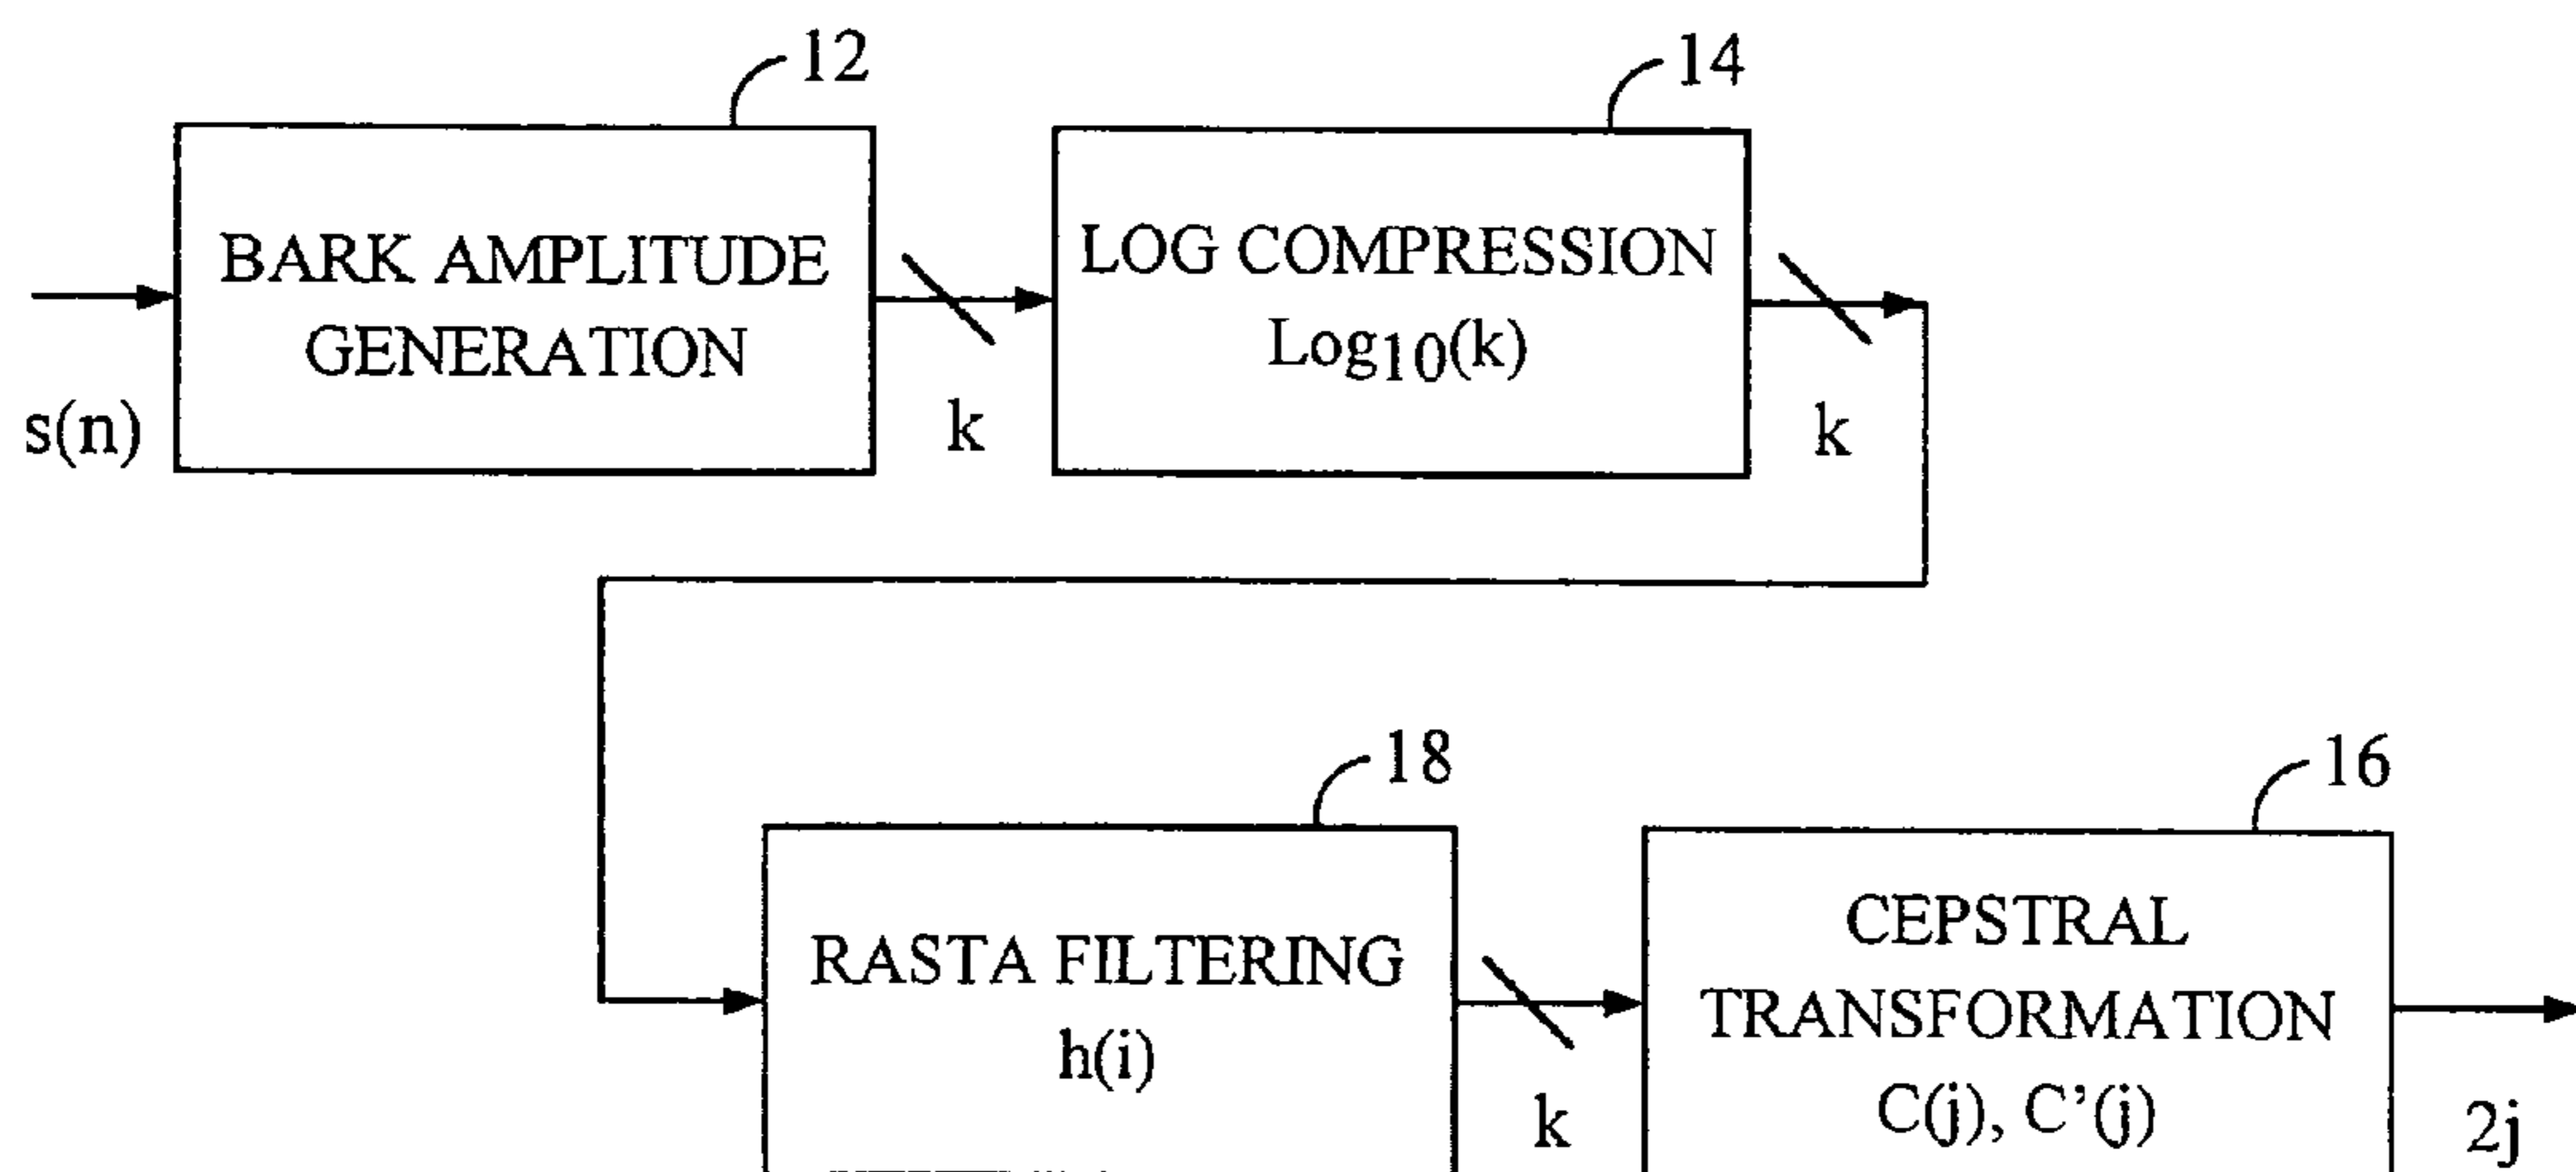 12
14
BARK AMPLITUDE
GENERATION
LOG COMPRESSION
Log10(k)
s(n)
k
k
18
16
RASTA FILTERING
h(i)
CEPSTRAL
TRANSFORMATION
C(j), C’(j)
k
2j